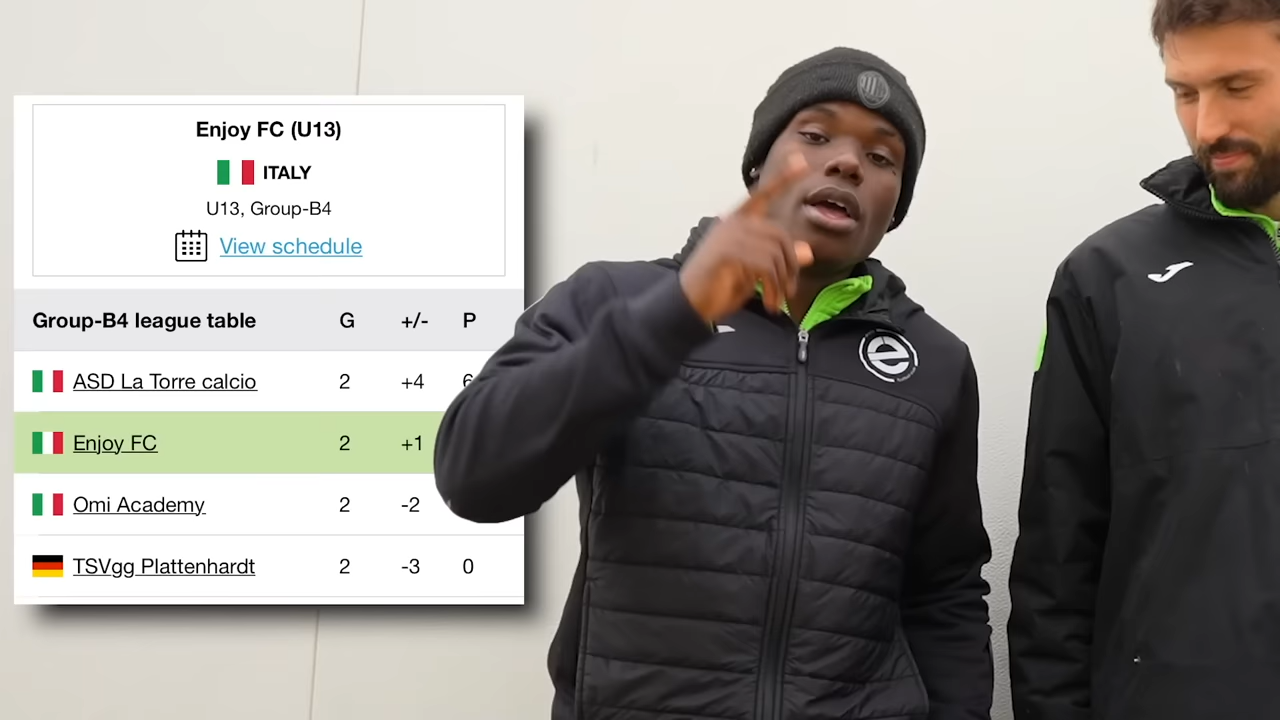 Enjoy FC (U13)
ITALY
U13, Group-B4
View schedule
Group-B4 league table G +/- P
ASD La Torre calcio 2 +4 6
Enjoy FC 2 +1
Omi Academy 2 -2
TSVgg Plattenhardt 2 -3 0
e